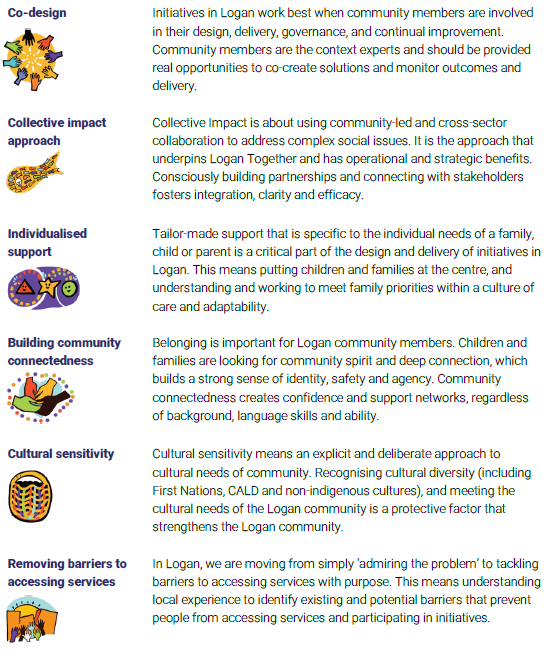 Co-design
Initiatives in Logan work best when community members are involved
in their design, delivery, governance, and continual improvement.
Community members are the context experts and should be provided
real opportunities to co-create solutions and monitor outcomes and
delivery.
Collective impact
approach
Collective Impact is about using community-led and cross-sector
collaboration to address complex social issues. It is the approach that
underpins Logan Together and has operational and strategic benefits.
Consciously building partnerships and connecting with stakeholders
fosters integration, clarity and efficacy.
Individualised
support
Tailor-made support that is specific to the individual needs of a family,
child or parent is a critical part of the design and delivery of initiatives in
Logan. This means putting children and families at the centre, and
understanding and working to meet family priorities within a culture of
care and adaptability.
Building community
connectedness
Belonging is important for Logan community members. Children and
families are looking for community spirit and deep connection, which
builds a strong sense of identity, safety and agency. Community
connectedness creates confidence and support networks, regardless
of background, language skills and ability.
Cultural sensitivity
Cultural sensitivity means an explicit and deliberate approach to
cultural needs of community. Recognising cultural diversity (including
First Nations, CALD and non-indigenous cultures), and meeting the
cultural needs of the Logan community is a protective factor that
strengthens the Logan community.
Removing barriers to
accessing services
In Logan, we are moving from simply 'admiring the problem' to tackling
barriers to accessing services with purpose. This means understanding
local experience to identify existing and potential barriers that prevent
people from accessing services and participating in initiatives.